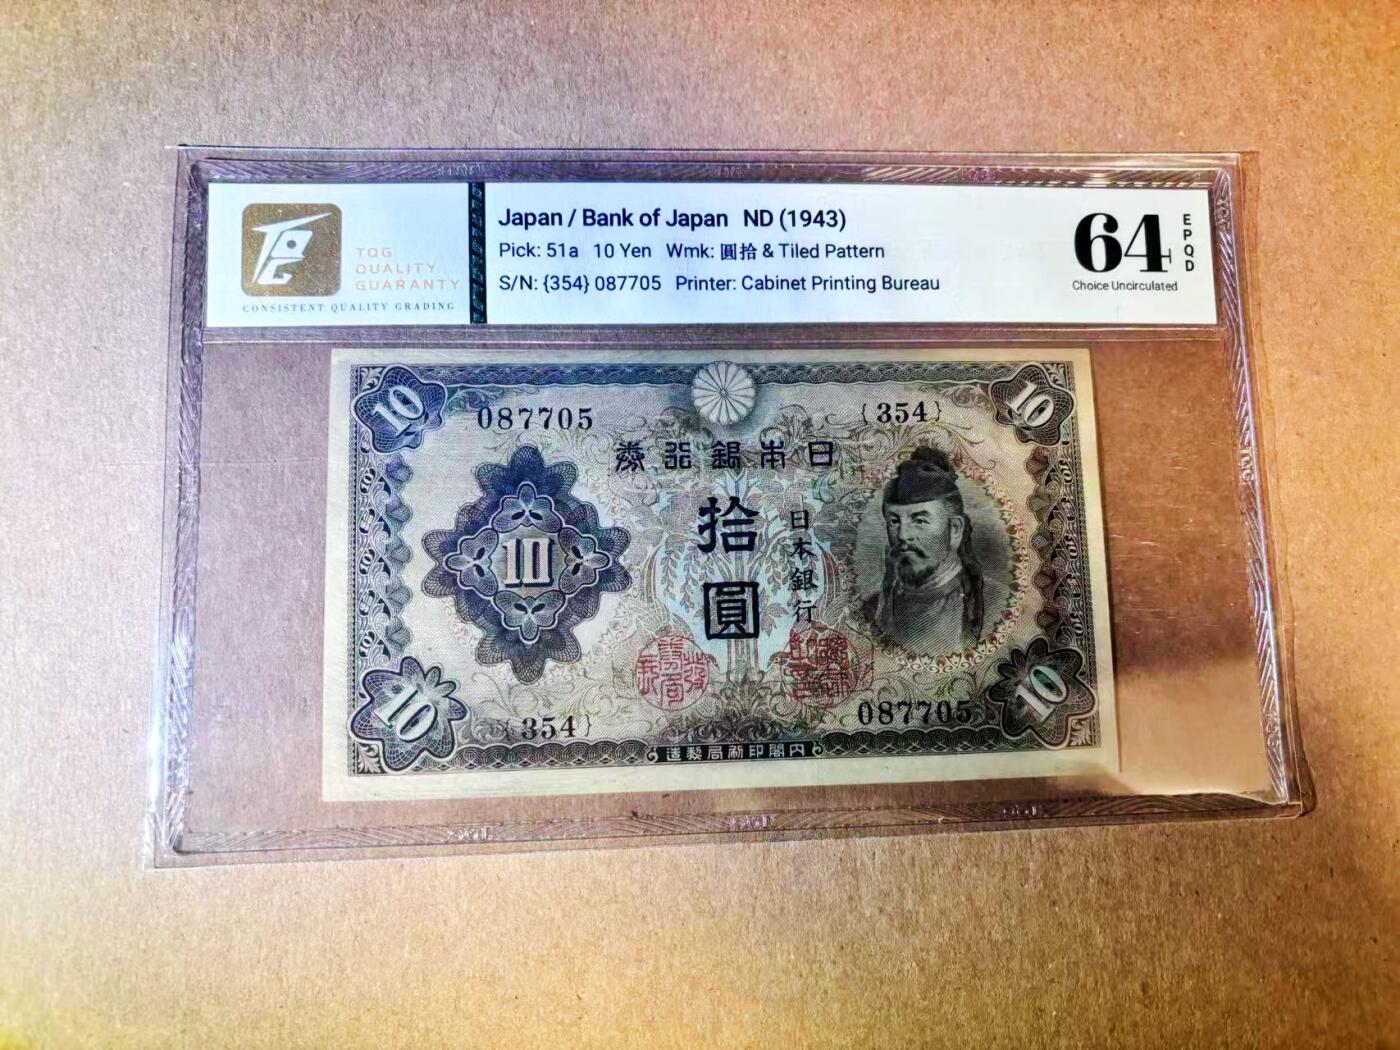 TQG
QUALITY
GUARANTY
CONSISTENT QUALITY GRADING
Japan / Bank of Japan ND (1943)
Pick: 51a 10 Yen Wmk: 圓拾 & Tiled Pattern
S/N: {354} 087705 Printer: Cabinet Printing Bureau
64
EPQD
Choice Uncirculated
10
087705
{354}
10
券行銀本日
10
拾圓
日本銀行
10
{354}
087705
10
造製局刷印閣内